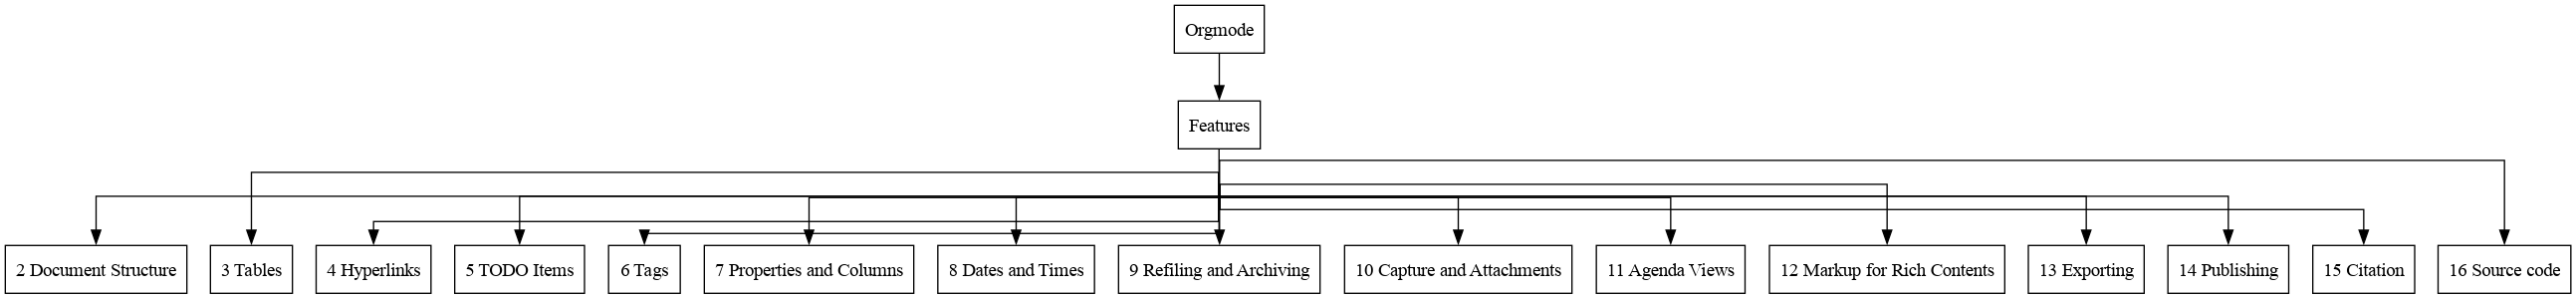 Orgmode
Features
2 Document Structure
3 Tables
4 Hyperlinks
5 TODO Items
6 Tags
7 Properties and Columns
8 Dates and Times
9 Refiling and Archiving
10 Capture and Attachments
11 Agenda Views
12 Markup for Rich Contents
13 Exporting
14 Publishing
15 Citation
16 Source code